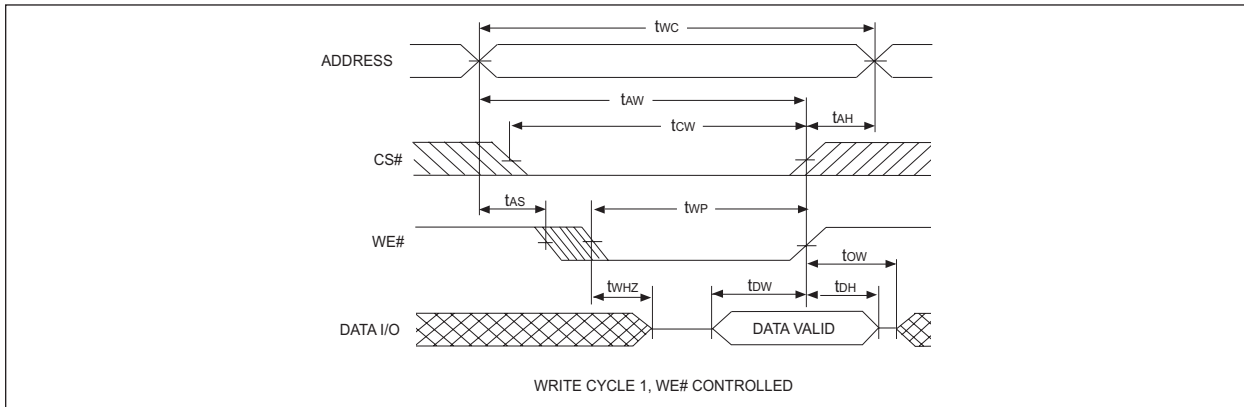 tWC
ADDRESS
tAW
tCW
tAH
CS#
tAS
tWP
WE#
tOW
tWHZ
tDW
tDH
DATA I/O
DATA VALID
WRITE CYCLE 1, WE# CONTROLLED